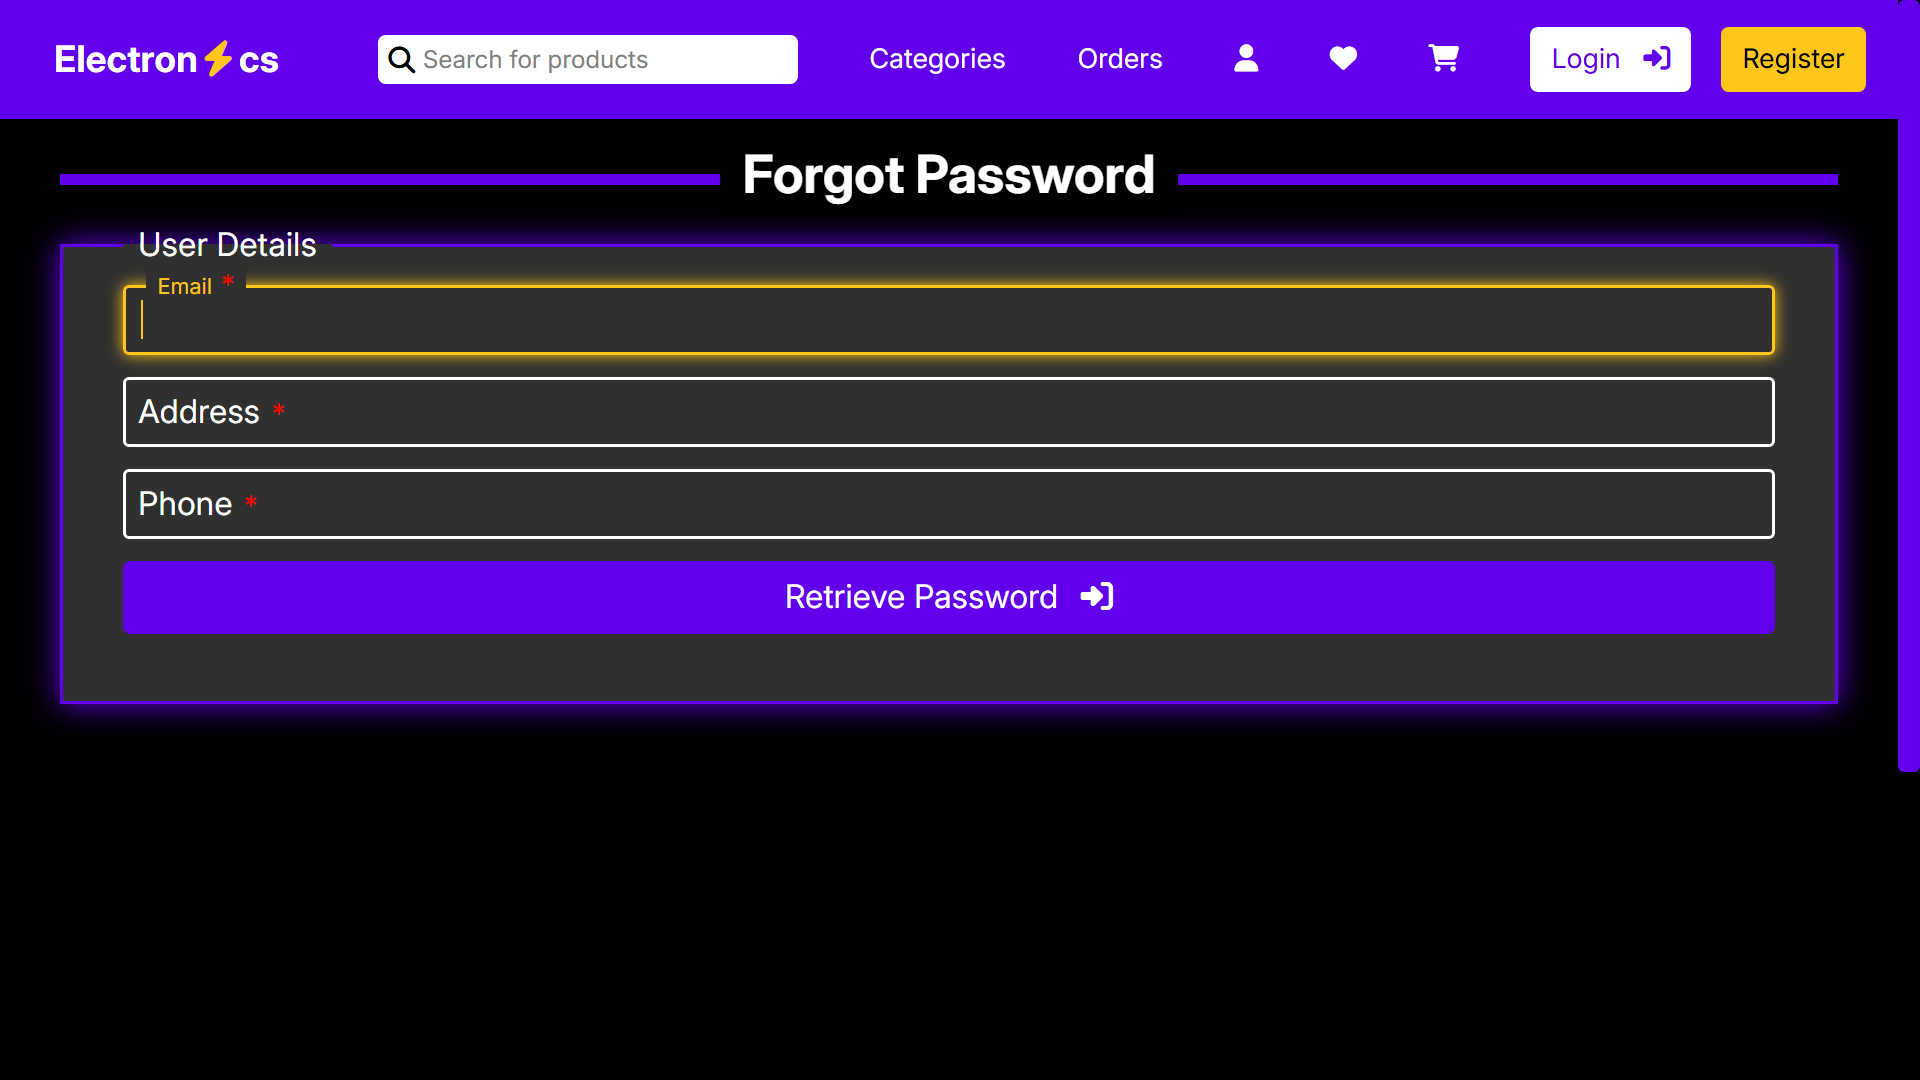 Electron⚡cs
Search for products
Categories
Orders
Login
Register
Forgot Password
User Details
Email *
Address *
Phone *
Retrieve Password